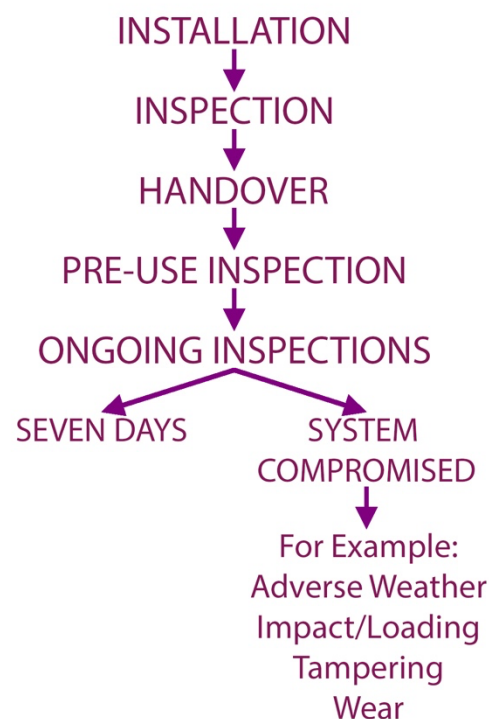 INSTALLATION
INSPECTION
HANDOVER
PRE-USE INSPECTION
ONGOING INSPECTIONS
SEVEN DAYS
SYSTEM
COMPROMISED
For Example:
Adverse Weather
Impact/Loading
Tampering
Wear